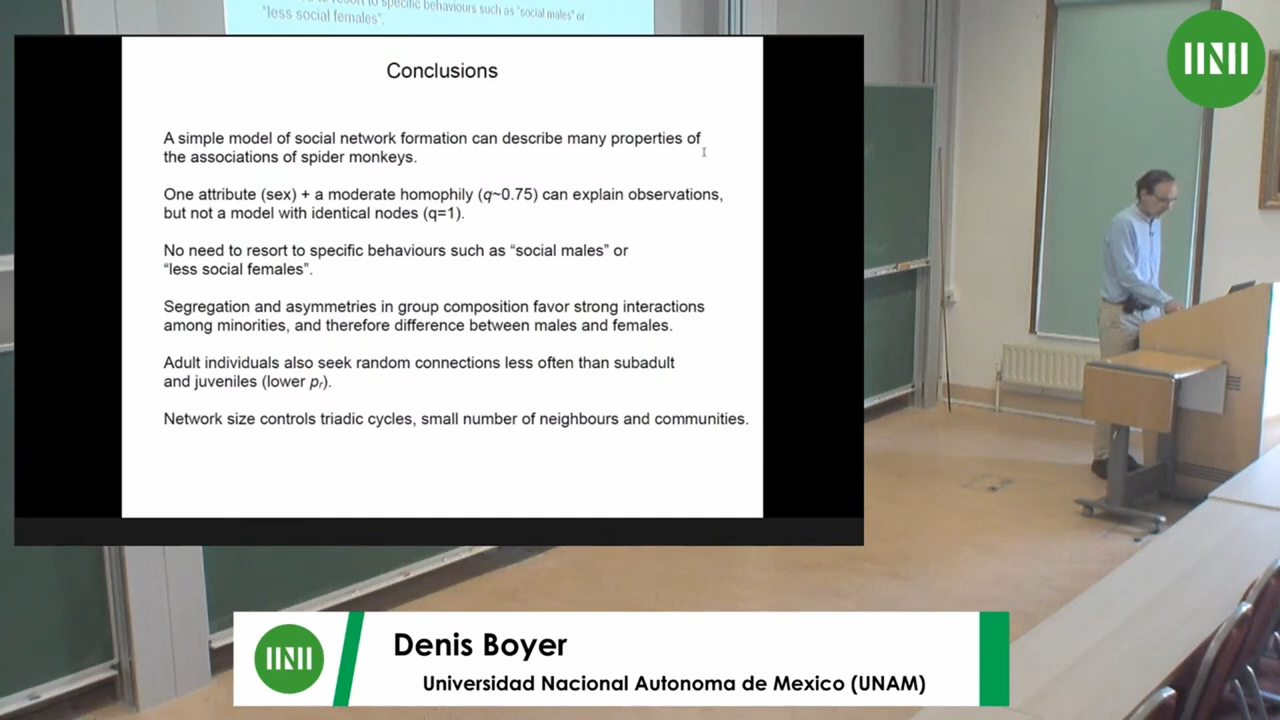 resort to specific behaviours such as "social males" or
"less social females".
Conclusions
A simple model of social network formation can describe many properties of
the associations of spider monkeys.
One attribute (sex) + a moderate homophily (q~0.75) can explain observations,
but not a model with identical nodes (q=1).
No need to resort to specific behaviours such as “social males” or
“less social females”.
Segregation and asymmetries in group composition favor strong interactions
among minorities, and therefore difference between males and females.
Adult individuals also seek random connections less often than subadult
and juveniles (lower pr).
Network size controls triadic cycles, small number of neighbours and communities.
Denis Boyer
Universidad Nacional Autonoma de Mexico (UNAM)